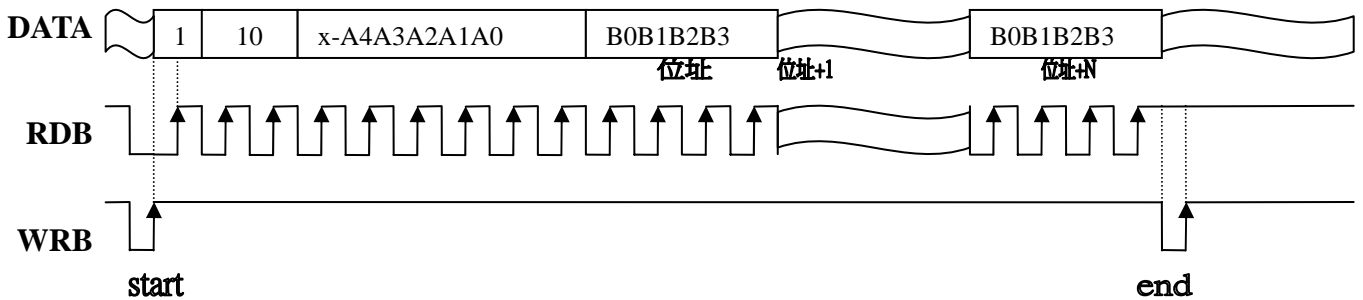 DATA 1 10 x-A4A3A2A1A0 B0B1B2B3 B0B1B2B3
位址 位址+1 位址+N
RDB
WRB
start end